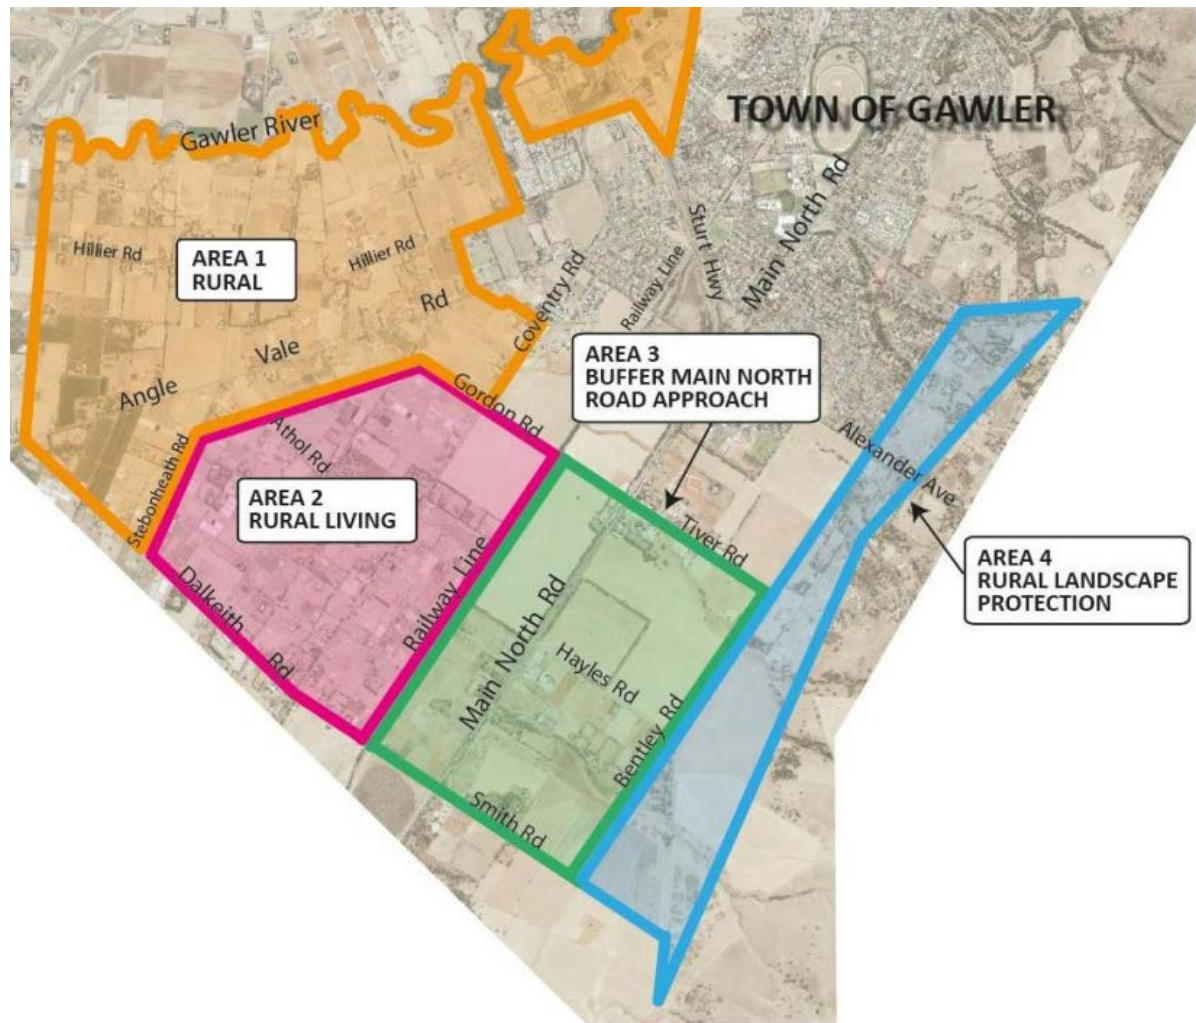 TOWN OF GAWLER
Gawler River
Main North Rd
Sturt Hwy
Hillier Rd
AREA 1
RURAL
Hillier Rd
Rd
Coventry Rd
Railway Line
Vale
Angle
AREA 3
BUFFER MAIN NORTH
ROAD APPROACH
Gordon Rd
Athol Rd
Stebonheath Rd
Alexander Ave
AREA 2
RURAL LIVING
Tiver Rd
AREA 4
RURAL LANDSCAPE
PROTECTION
Dalkeith
Rd
Railway Line
Main North Rd
Hayles Rd
Bentley Rd
Smith Rd